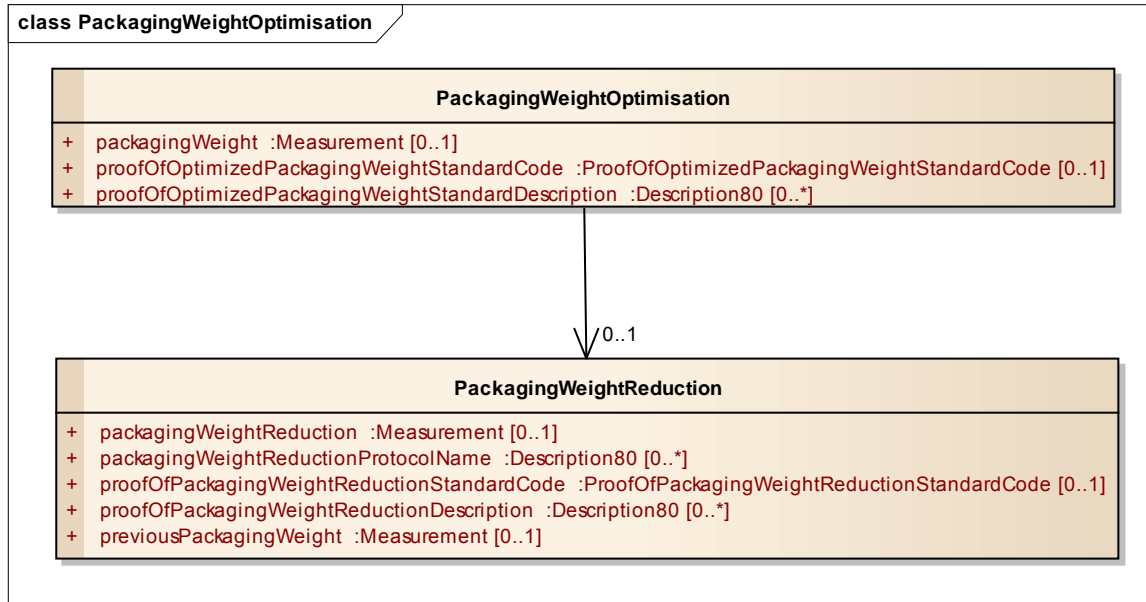 class PackagingWeightOptimisation
PackagingWeightOptimisation
+ packagingWeight :Measurement [0..1]
+ proofOfOptimizedPackagingWeightStandardCode :ProofOfOptimizedPackagingWeightStandardCode [0..1]
+ proofOfOptimizedPackagingWeightStandardDescription :Description80 [0..*]
0..1
PackagingWeightReduction
+ packagingWeightReduction :Measurement [0..1]
+ packagingWeightReductionProtocolName :Description80 [0..*]
+ proofOfPackagingWeightReductionStandardCode :ProofOfPackagingWeightReductionStandardCode [0..1]
+ proofOfPackagingWeightReductionDescription :Description80 [0..*]
+ previousPackagingWeight :Measurement [0..1]